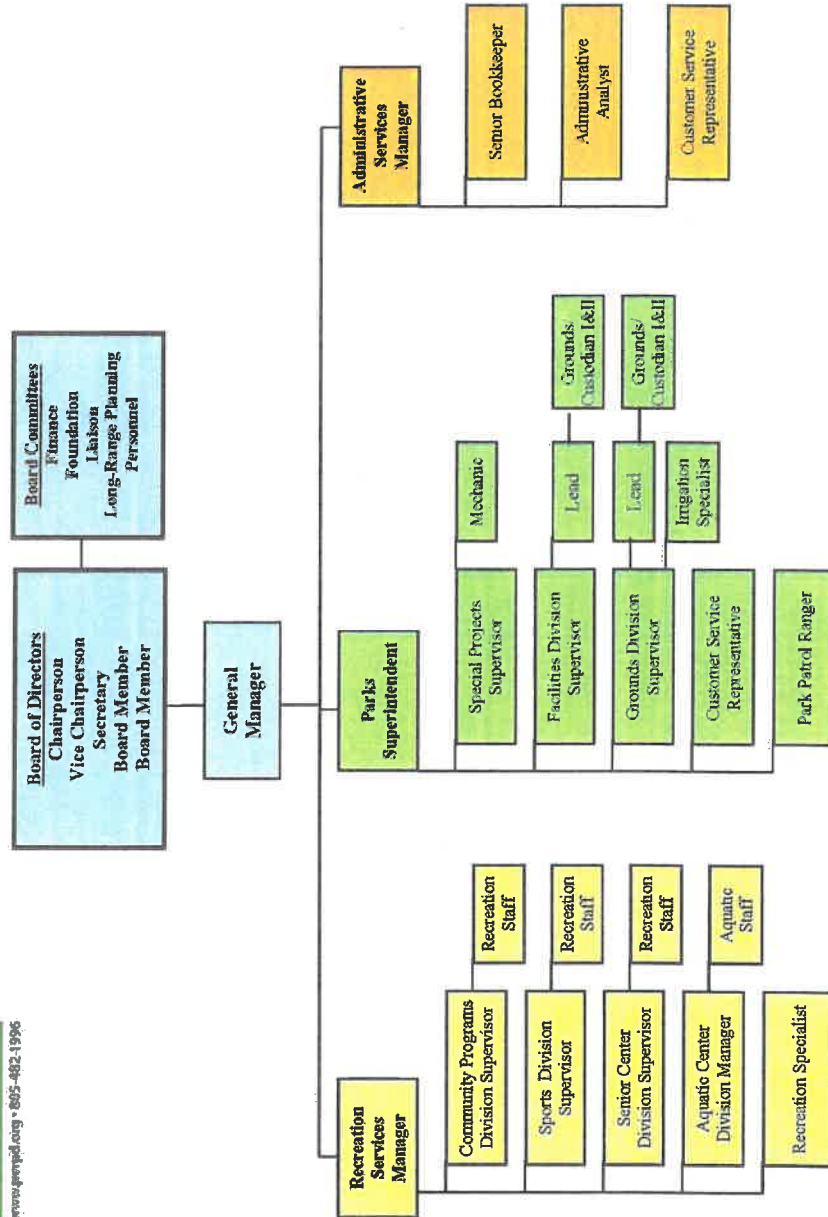 www.pvrpd.org • 805-482-1996
Board of Directors
Chairperson
Vice Chairperson
Secretary
Board Member
Board Member
Board Committees
Finance
Foundation
Liaison
Long-Range Planning
Personnel
General
Manager
Recreation
Services
Manager
Community Programs
Division Supervisor
Recreation
Staff
Sports Division
Supervisor
Recreation
Staff
Senior Center
Division Supervisor
Recreation
Staff
Aquatic Center
Division Manager
Aquatic
Staff
Recreation Specialist
Parks
Superintendent
Special Projects
Supervisor
Mechanic
Facilities Division
Supervisor
Lead
Grounds/
Custodian I&II
Grounds Division
Supervisor
Lead
Grounds/
Custodian I&II
Irrigation
Specialist
Customer Service
Representative
Park Patrol Ranger
Administrative
Services
Manager
Senior Bookkeeper
Administrative
Analyst
Customer Service
Representative